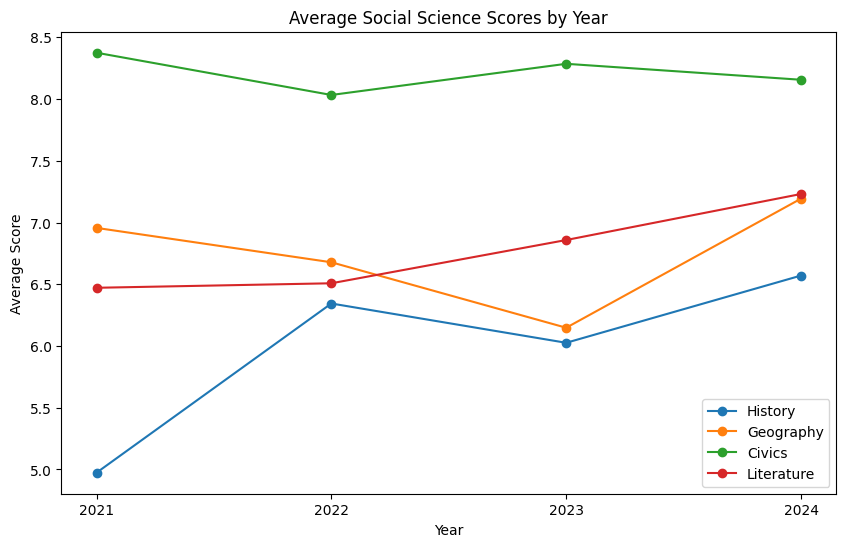 Average Social Science Scores by Year
Average Score
8.5
8.0
7.5
7.0
6.5
6.0
5.5
5.0
2021 2022 2023 2024
Year
History
Geography
Civics
Literature